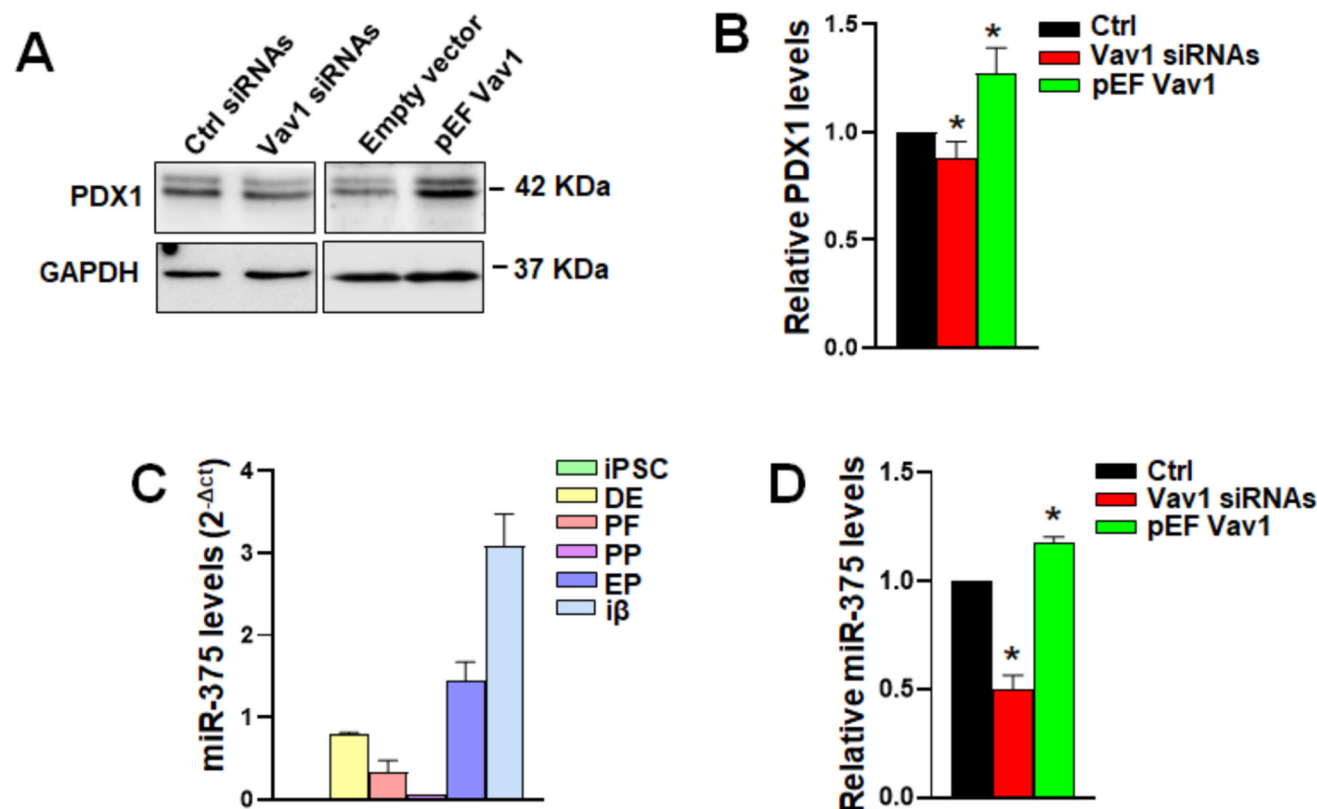 A
Ctrl siRNAs
Vav1 siRNAs
Empty vector
pEF Vav1
PDX1
– 42 KDa
GAPDH
– 37 KDa
B
Relative PDX1 levels
1.5
1.0
0.5
0.0
*
*
Ctrl
Vav1 siRNAs
pEF Vav1
C
miR-375 levels (2-Δct)
4
3
2
1
0
iPSC
DE
PF
PP
EP
iβ
D
Relative miR-375 levels
1.5
1.0
0.5
0.0
*
*
Ctrl
Vav1 siRNAs
pEF Vav1